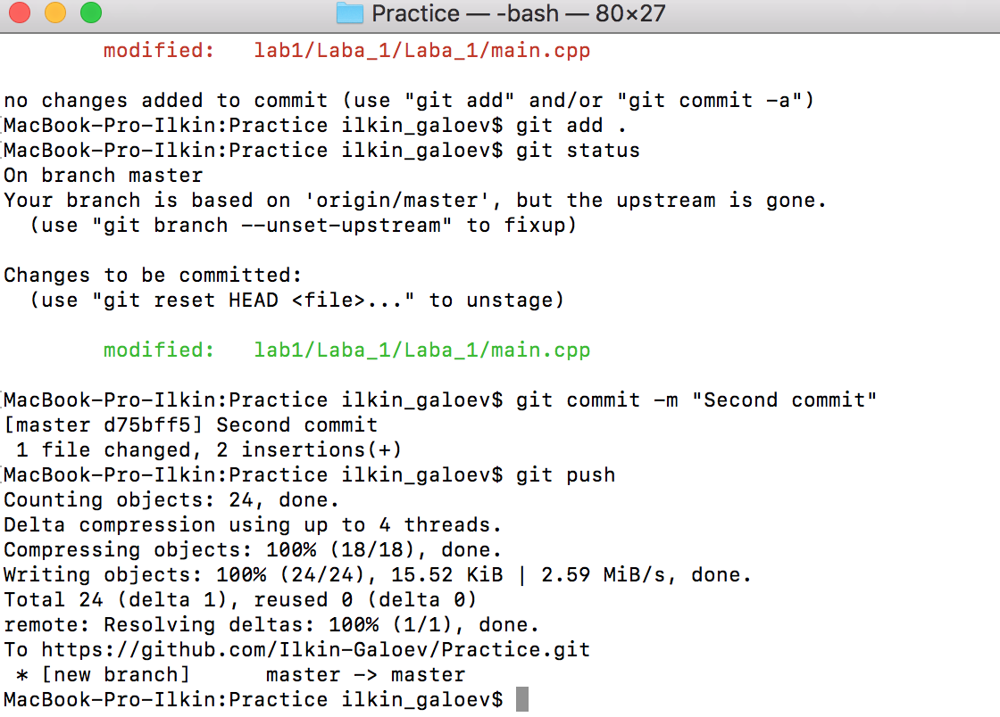 Practice — -bash — 80×27
modified:   lab1/Laba_1/Laba_1/main.cpp
no changes added to commit (use "git add" and/or "git commit -a")
MacBook-Pro-Ilkin:Practice ilkin_galoev$ git add .
MacBook-Pro-Ilkin:Practice ilkin_galoev$ git status
On branch master
Your branch is based on 'origin/master', but the upstream is gone.
  (use "git branch --unset-upstream" to fixup)
Changes to be committed:
  (use "git reset HEAD <file>..." to unstage)
modified:   lab1/Laba_1/Laba_1/main.cpp
MacBook-Pro-Ilkin:Practice ilkin_galoev$ git commit -m "Second commit"
[master d75bff5] Second commit
 1 file changed, 2 insertions(+)
MacBook-Pro-Ilkin:Practice ilkin_galoev$ git push
Counting objects: 24, done.
Delta compression using up to 4 threads.
Compressing objects: 100% (18/18), done.
Writing objects: 100% (24/24), 15.52 KiB | 2.59 MiB/s, done.
Total 24 (delta 1), reused 0 (delta 0)
remote: Resolving deltas: 100% (1/1), done.
To https://github.com/Ilkin-Galoev/Practice.git
 * [new branch]      master -> master
MacBook-Pro-Ilkin:Practice ilkin_galoev$